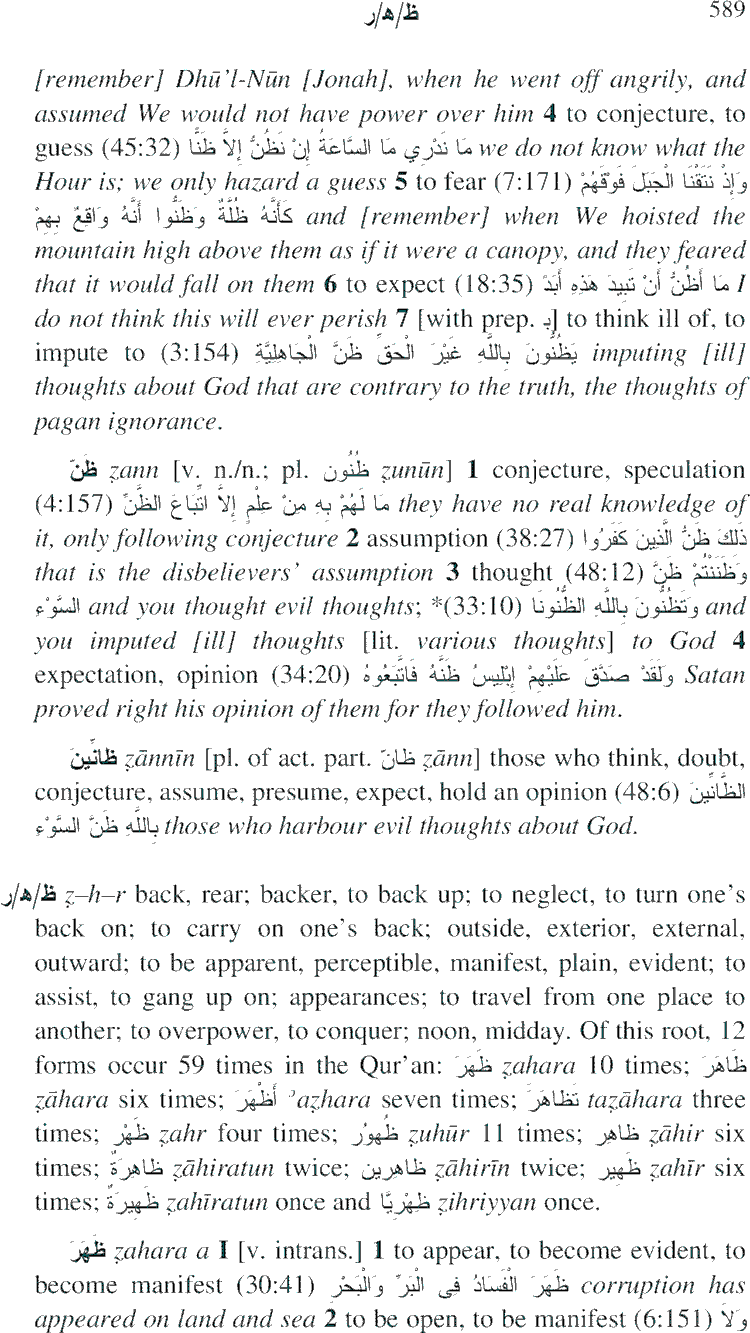 ظ/ه/ر 589
[remember] Dhū’l-Nūn [Jonah], when he went off angrily, and
assumed We would not have power over him 4 to conjecture, to
guess (45:32) مَا نَدْرِي مَا السَّاعَةُ إِنْ نَظُنُّ إِلاَّ ظَنًّا we do not know what the
Hour is; we only hazard a guess 5 to fear (7:171) وَإِذْ نَتَقْنَا الْجَبَلَ فَوْقَهُمْ
كَأَنَّهُ ظُلَّةٌ وَظَنُّوا أَنَّهُ وَاقِعٌ بِهِمْ and [remember] when We hoisted the
mountain high above them as if it were a canopy, and they feared
that it would fall on them 6 to expect (18:35) مَا أَظُنُّ أَنْ تَبِيدَ هَذِهِ أَبَدً I
do not think this will ever perish 7 [with prep. بِـ] to think ill of, to
impute to (3:154) يَظُنُّونَ بِاللَّهِ غَيْرَ الْحَقِّ ظَنَّ الْجَاهِلِيَّةِ imputing [ill]
thoughts about God that are contrary to the truth, the thoughts of
pagan ignorance.
ظَنّ ẓann [v. n./n.; pl. ظُنُون ẓunūn] 1 conjecture, speculation
(4:157) مَا لَهُمْ بِهِ مِنْ عِلْمٍ إِلاَّ اتِّبَاعَ الظَّنِّ they have no real knowledge of
it, only following conjecture 2 assumption (38:27) ذَلِكَ ظَنُّ الَّذِينَ كَفَرُوا
that is the disbelievers’ assumption 3 thought (48:12) وَظَنَنْتُمْ ظَنَّ
السَّوْءِ and you thought evil thoughts; *(33:10) وَتَظُنُّونَ بِاللَّهِ الظُّنُونَا and
you imputed [ill] thoughts [lit. various thoughts] to God 4
expectation, opinion (34:20) وَلَقَدْ صَدَّقَ عَلَيْهِمْ إِبْلِيسُ ظَنَّهُ فَاتَّبَعُوهُ Satan
proved right his opinion of them for they followed him.
ظانِّينَ ẓānnīn [pl. of act. part. ظانّ ẓānn] those who think, doubt,
conjecture, assume, presume, expect, hold an opinion (48:6) الظَّانِّينَ
بِاللَّهِ ظَنَّ السَّوْءِ those who harbour evil thoughts about God.
ظ/ه/ر ẓ–h–r back, rear; backer, to back up; to neglect, to turn one’s
back on; to carry on one’s back; outside, exterior, external,
outward; to be apparent, perceptible, manifest, plain, evident; to
assist, to gang up on; appearances; to travel from one place to
another; to overpower, to conquer; noon, midday. Of this root, 12
forms occur 59 times in the Qur’an: ظَهَرَ ẓahara 10 times; ظَاهَرَ
ẓāhara six times; أَظْهَرَ ʾaẓhara seven times; تَظاهَرَ taẓāhara three
times; ظَهْر ẓahr four times; ظُهُور ẓuhūr 11 times; ظاهِر ẓāhir six
times; ظاهِرةٌ ẓāhiratun twice; ظاهِرين ẓāhirīn twice; ظَهِير ẓahīr six
times; ظَهِيرَةٌ ẓahīratun once and ظِهْرِيًّا ẓihriyyan once.
ظَهَرَ ẓahara a I [v. intrans.] 1 to appear, to become evident, to
become manifest (30:41) ظَهَرَ الْفَسَادُ فِى الْبَرِّ وَالْبَحْرِ corruption has
appeared on land and sea 2 to be open, to be manifest (6:151) وَلاَ